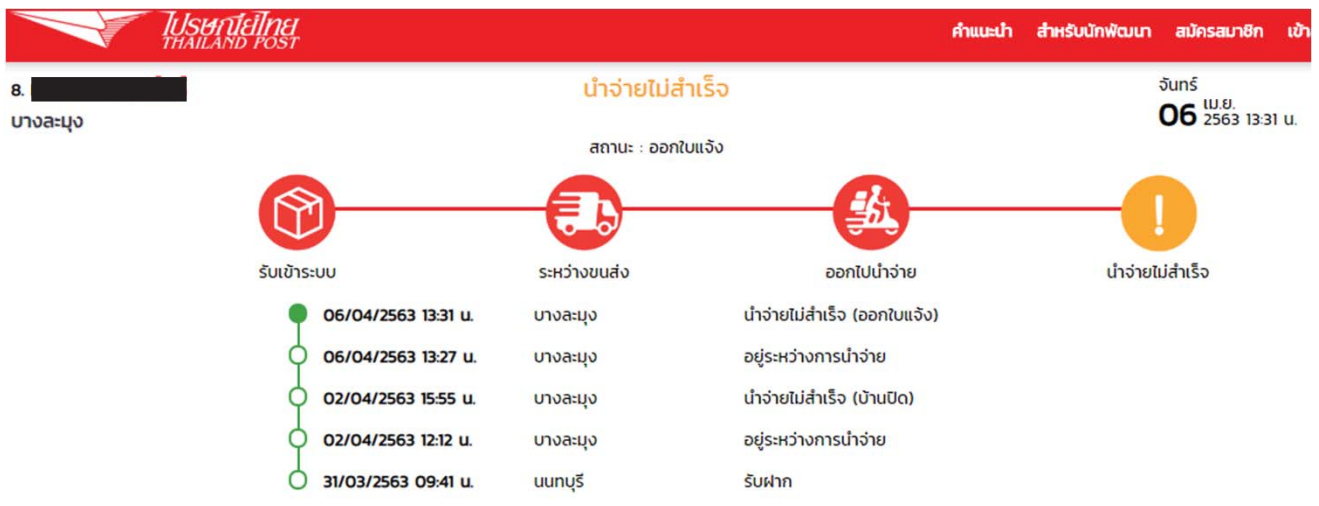 ไปรษณีย์ไทย
THAILAND POST
คำแนะนำ สำหรับนักพัฒนา สมัครสมาชิก เข้า
8.
บางละมุง
นำจ่ายไม่สำเร็จ
สถานะ : ออกใบแจ้ง
จันทร์
06 เม.ย.
2563 13:31 น.
รับเข้าระบบ ระหว่างขนส่ง ออกไปนำจ่าย นำจ่ายไม่สำเร็จ
06/04/2563 13:31 น. บางละมุง นำจ่ายไม่สำเร็จ (ออกใบแจ้ง)
06/04/2563 13:27 น. บางละมุง อยู่ระหว่างการนำจ่าย
02/04/2563 15:55 น. บางละมุง นำจ่ายไม่สำเร็จ (บ้านปิด)
02/04/2563 12:12 น. บางละมุง อยู่ระหว่างการนำจ่าย
31/03/2563 09:41 น. นนทบุรี รับฝาก